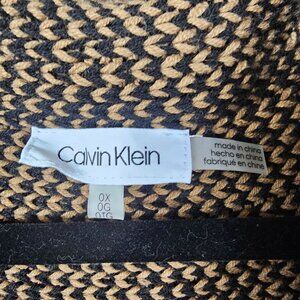 Calvin Klein
made in china
hecho en china
fabriqué en chine
0X
0G
0TG